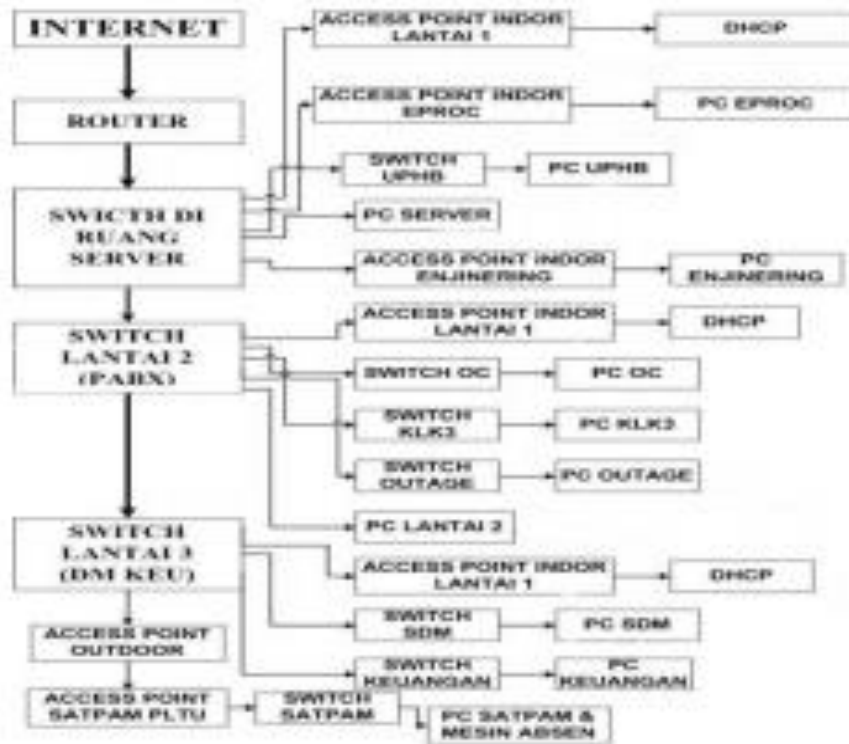 INTERNET
ROUTER
SWICTH DI
RUANG
SERVER
SWITCH
LANTAI 2
(PABX)
SWITCH
LANTAI 3
(DM KEU)
ACCESS POINT
OUTDOOR
ACCESS POINT
SATPAM PLTU
SWITCH
SATPAM
PC SATPAM &
MESIN ABSEN
ACCESS POINT INDOR
LANTAI 1
DHCP
ACCESS POINT INDOR
EPROC
PC EPROC
SWITCH
UPHB
PC UPHB
PC SERVER
ACCESS POINT INDOR
ENJINERING
PC
ENJINERING
ACCESS POINT INDOR
LANTAI 1
DHCP
SWITCH OC
PC OC
SWITCH
KLK3
PC KLK3
SWITCH
OUTAGE
PC OUTAGE
PC LANTAI 2
ACCESS POINT INDOR
LANTAI 1
DHCP
SWITCH
SDM
PC SDM
SWITCH
KEUANGAN
PC
KEUANGAN